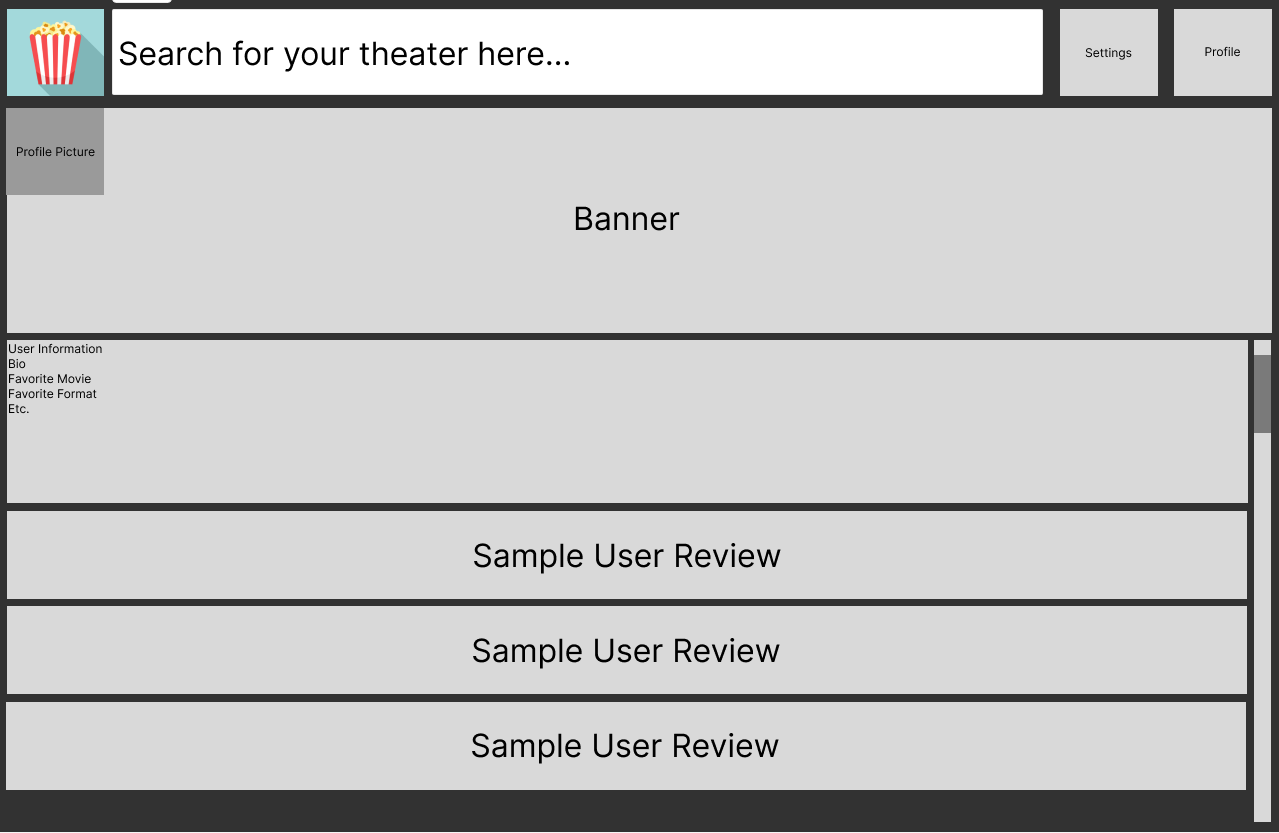 Search for your theater here...
Settings
Profile
Profile Picture
Banner
User Information
Bio
Favorite Movie
Favorite Format
Etc.
Sample User Review
Sample User Review
Sample User Review